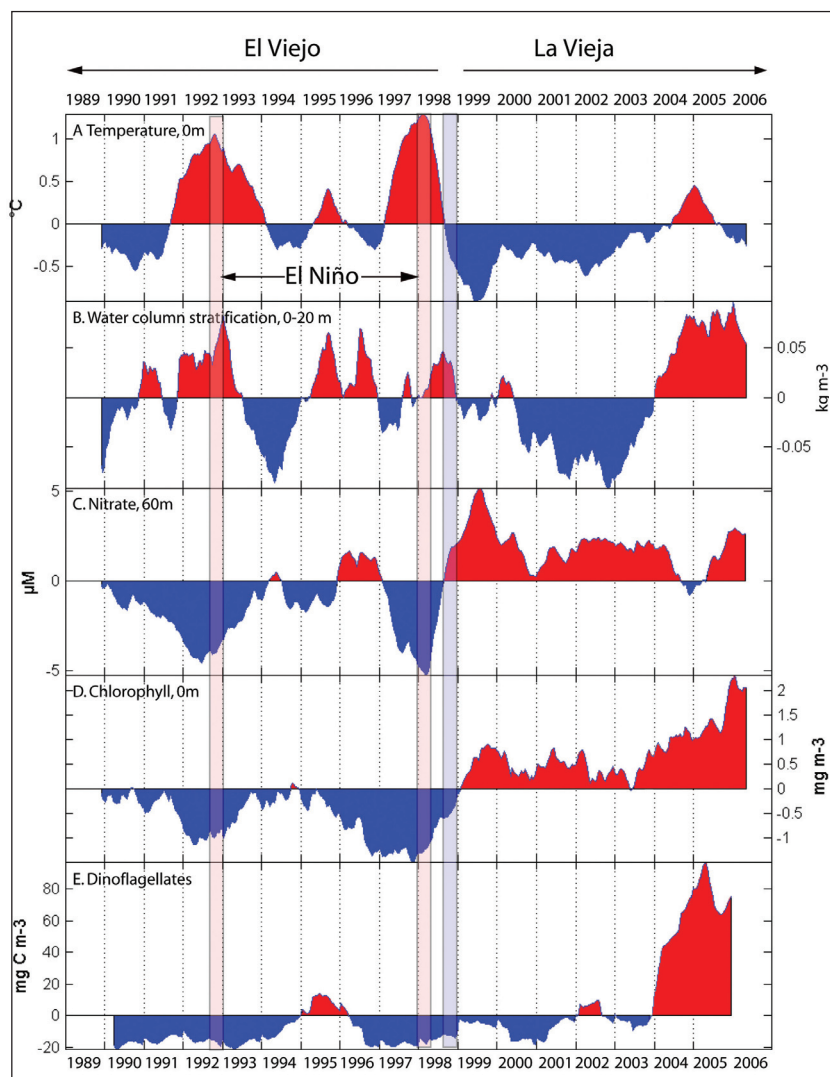 El Viejo La Vieja
1989 1990 1991 1992 1993 1994 1995 1996 1997 1998 1999 2000 2001 2002 2003 2004 2005 2006
A Temperature, 0m
1
0.5
0
-0.5
°C
El Niño
B. Water column stratification, 0-20 m
0.05
0
-0.05
kg m-3
C. Nitrate, 60m
5
0
-5
µM
D. Chlorophyll, 0m
2
1.5
1
0.5
0
-0.5
-1
mg m-3
E. Dinoflagellates
80
60
40
20
0
-20
mg C m-3
1989 1990 1991 1992 1993 1994 1995 1996 1997 1998 1999 2000 2001 2002 2003 2004 2005 2006